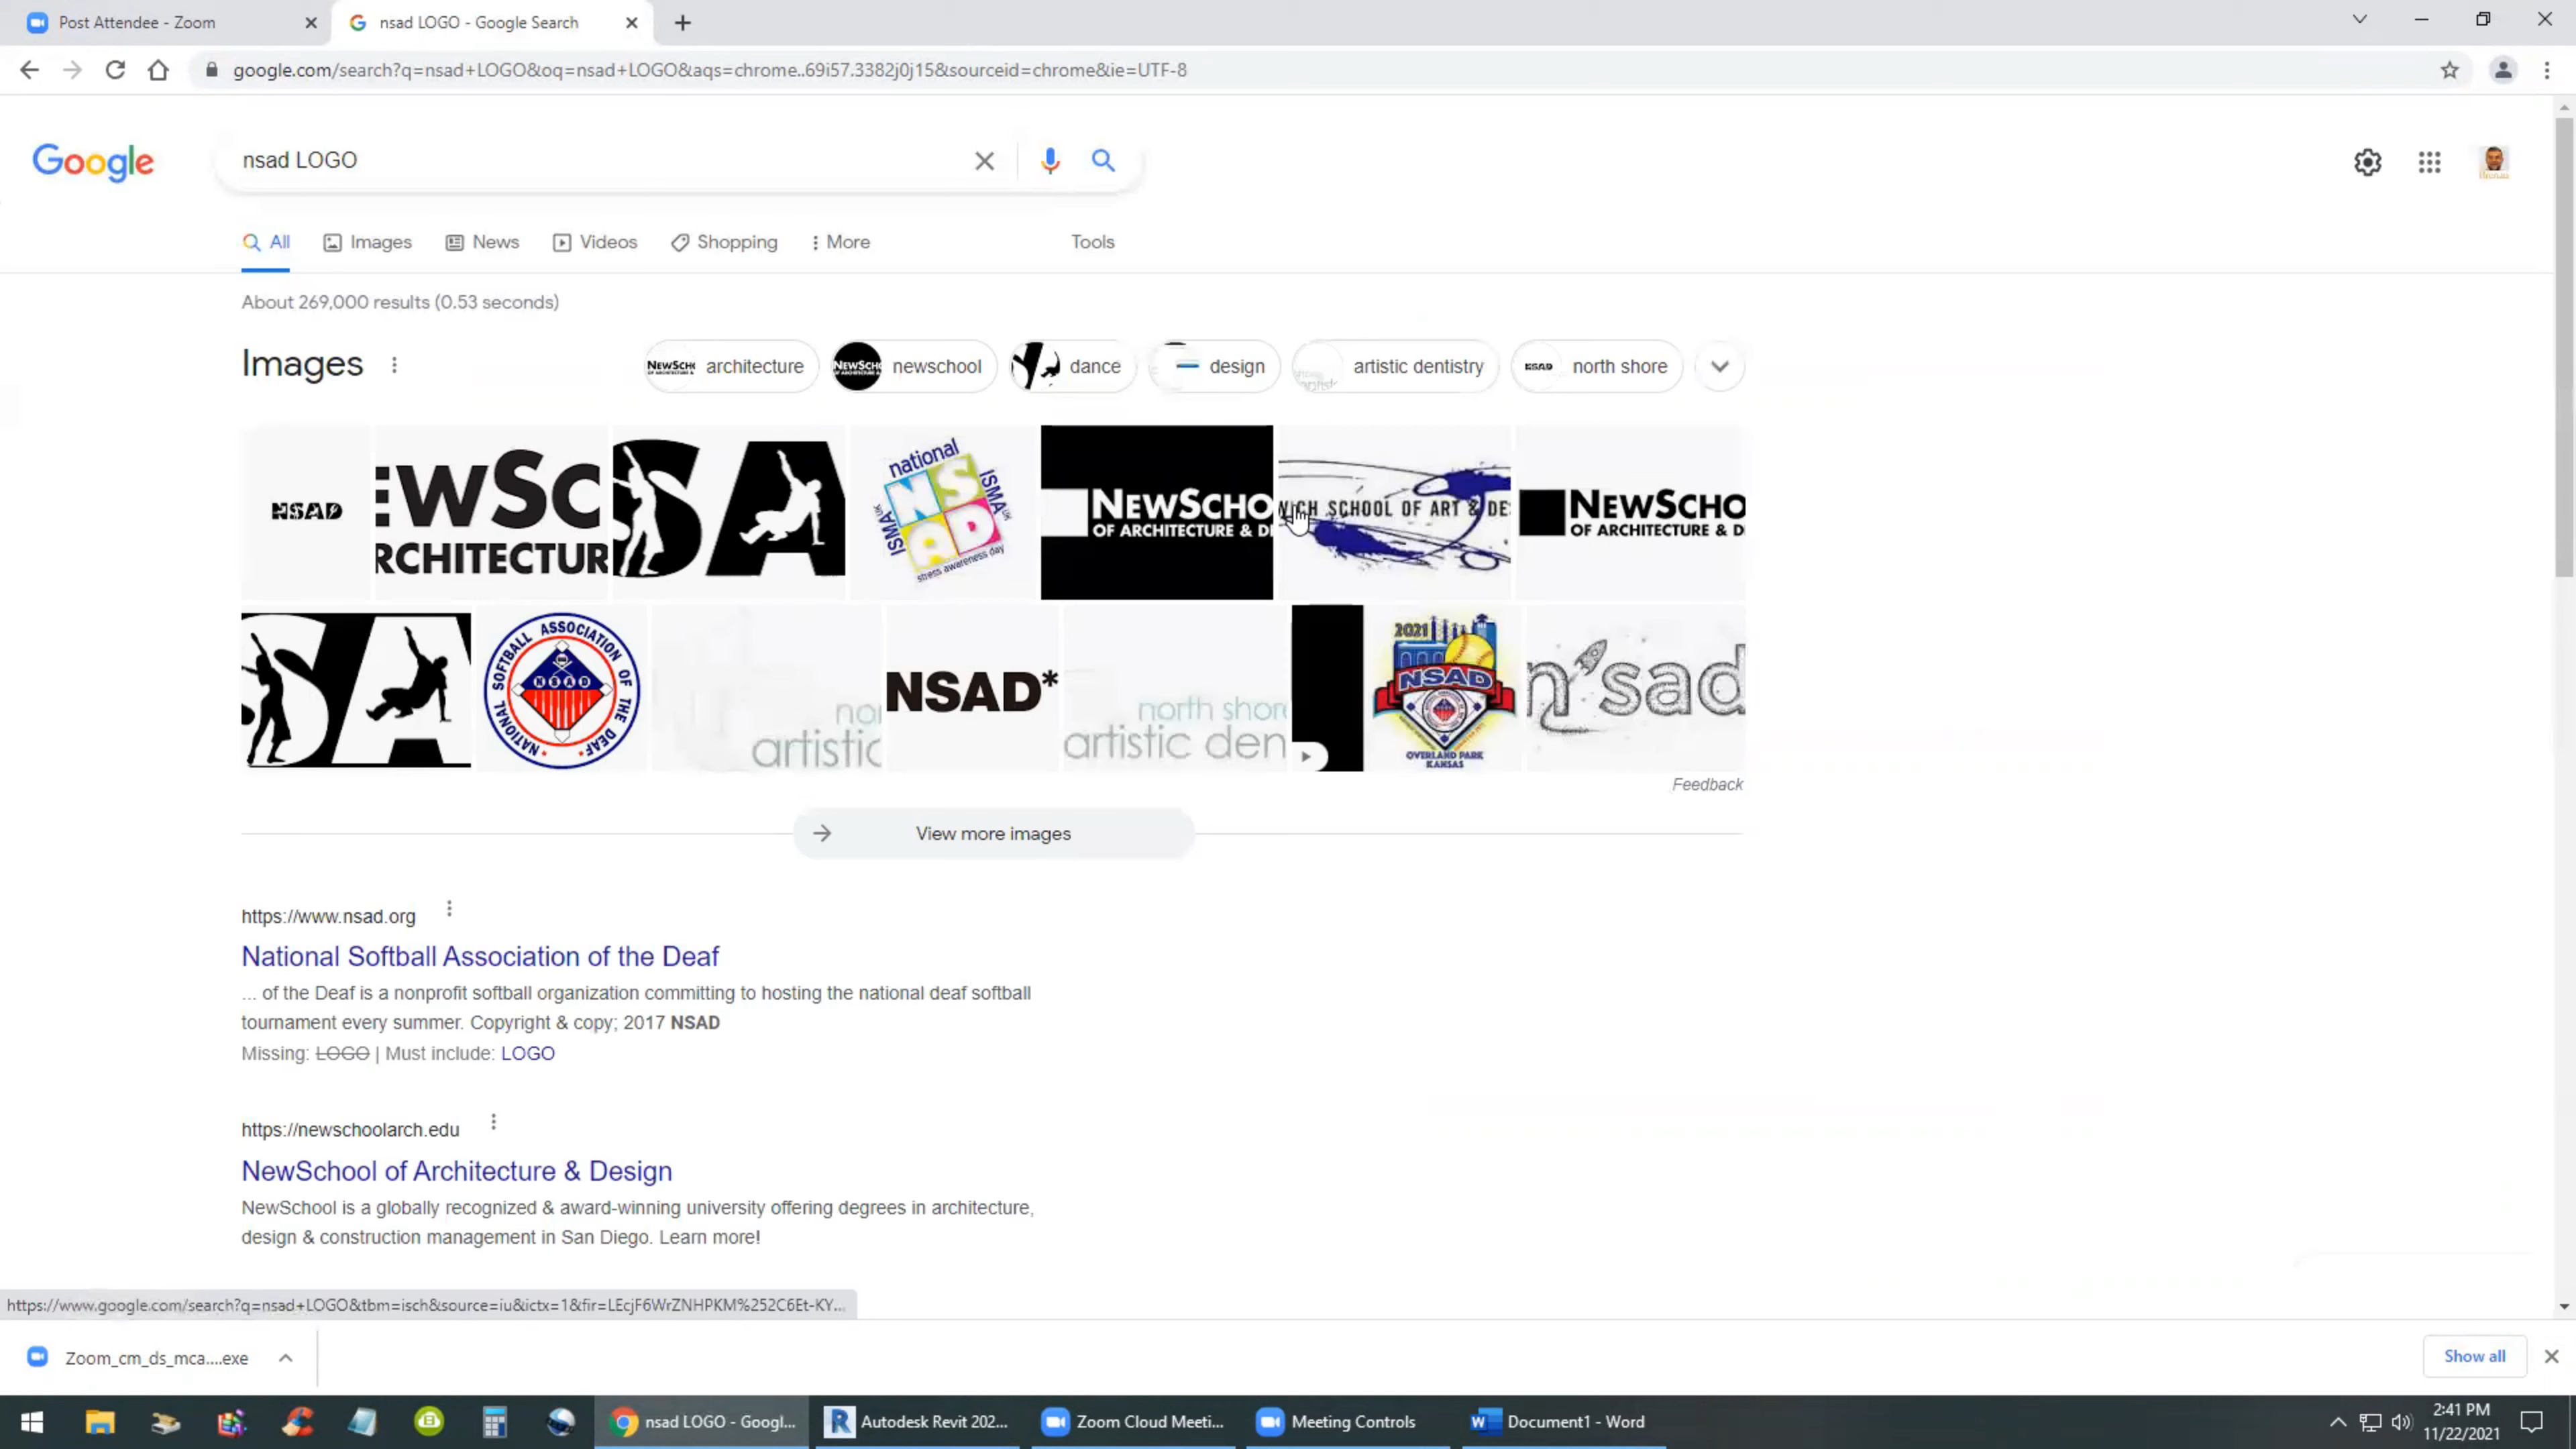 Post Attendee - Zoom
nsad LOGO - Google Search
google.com/search?q=nsad+LOGO&oq=nsad+LOGO&aqs=chrome..69i57.3382j0j15&sourceid=chrome&ie=UTF-8
Google
nsad LOGO
All
Images
News
Videos
Shopping
More
Tools
About 269,000 results (0.53 seconds)
Images
architecture
newschool
dance
design
artistic dentistry
north shore
NSAD
EWSC
RCHITECTUR
SA
national
NSAD
ISMA UK
stress awareness day
NEWSCHO
OF ARCHITECTURE & D
WICH SCHOOL OF ART & DE
NEWSCHO
OF ARCHITECTURE & D
NATIONAL SOFTBALL ASSOCIATION OF THE DEAF
NSAD
artistic
NSAD*
north shor
artistic den
2021
NSAD
OVERLAND PARK
KANSAS
n'sad
Feedback
View more images
https://www.nsad.org
National Softball Association of the Deaf
... of the Deaf is a nonprofit softball organization committing to hosting the national deaf softball
tournament every summer. Copyright & copy; 2017 NSAD
Missing: LOGO | Must include: LOGO
https://newschoolarch.edu
NewSchool of Architecture & Design
NewSchool is a globally recognized & award-winning university offering degrees in architecture,
design & construction management in San Diego. Learn more!
https://www.google.com/search?q=nsad+LOGO&tbm=isch&source=iu&ictx=1&fir=LEcjF6WrZNHPKM%252C6Et-KY...
Zoom_cm_ds_mca....exe
Show all
nsad LOGO - Googl...
Autodesk Revit 202...
Zoom Cloud Meeti...
Meeting Controls
Document1 - Word
2:41 PM
11/22/2021